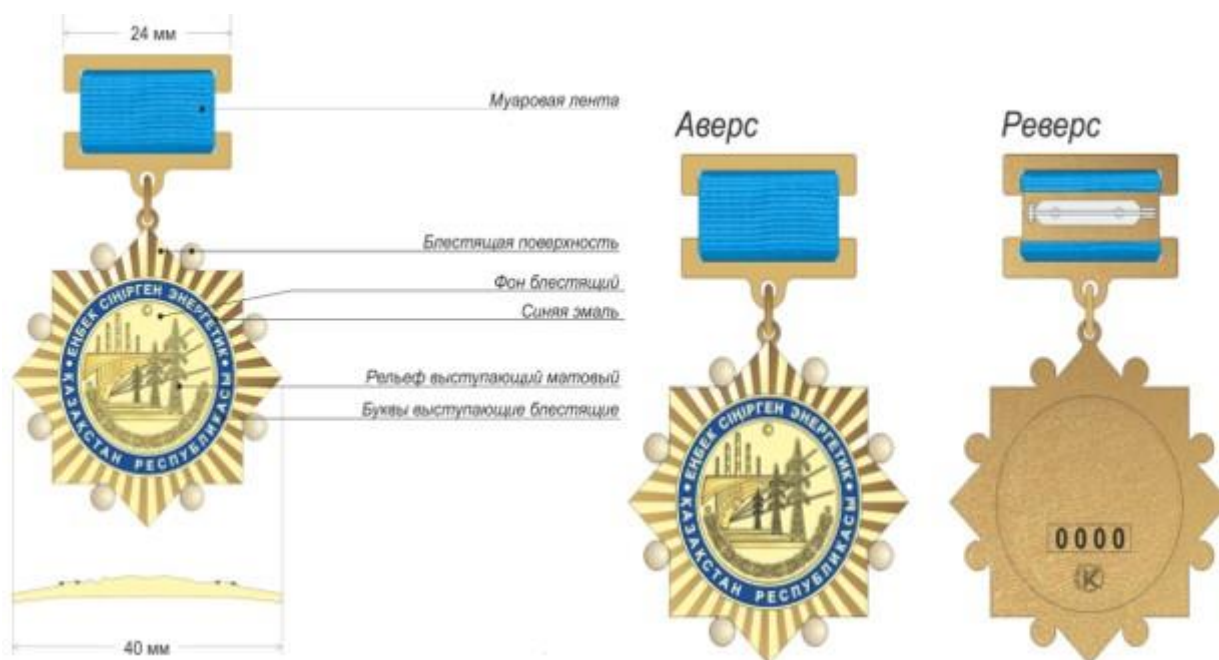 24 мм
Муаровая лента
Блестящая поверхность
Фон блестящий
Синяя эмаль
Рельеф выступающий матовый
Буквы выступающие блестящие
• ЕҢБЕК СІҢІРГЕН ЭНЕРГЕТИК •
ҚАЗАҚСТАН РЕСПУБЛИКАСЫ
40 мм
Аверс
• ЕҢБЕК СІҢІРГЕН ЭНЕРГЕТИК •
ҚАЗАҚСТАН РЕСПУБЛИКАСЫ
Реверс
0000
К